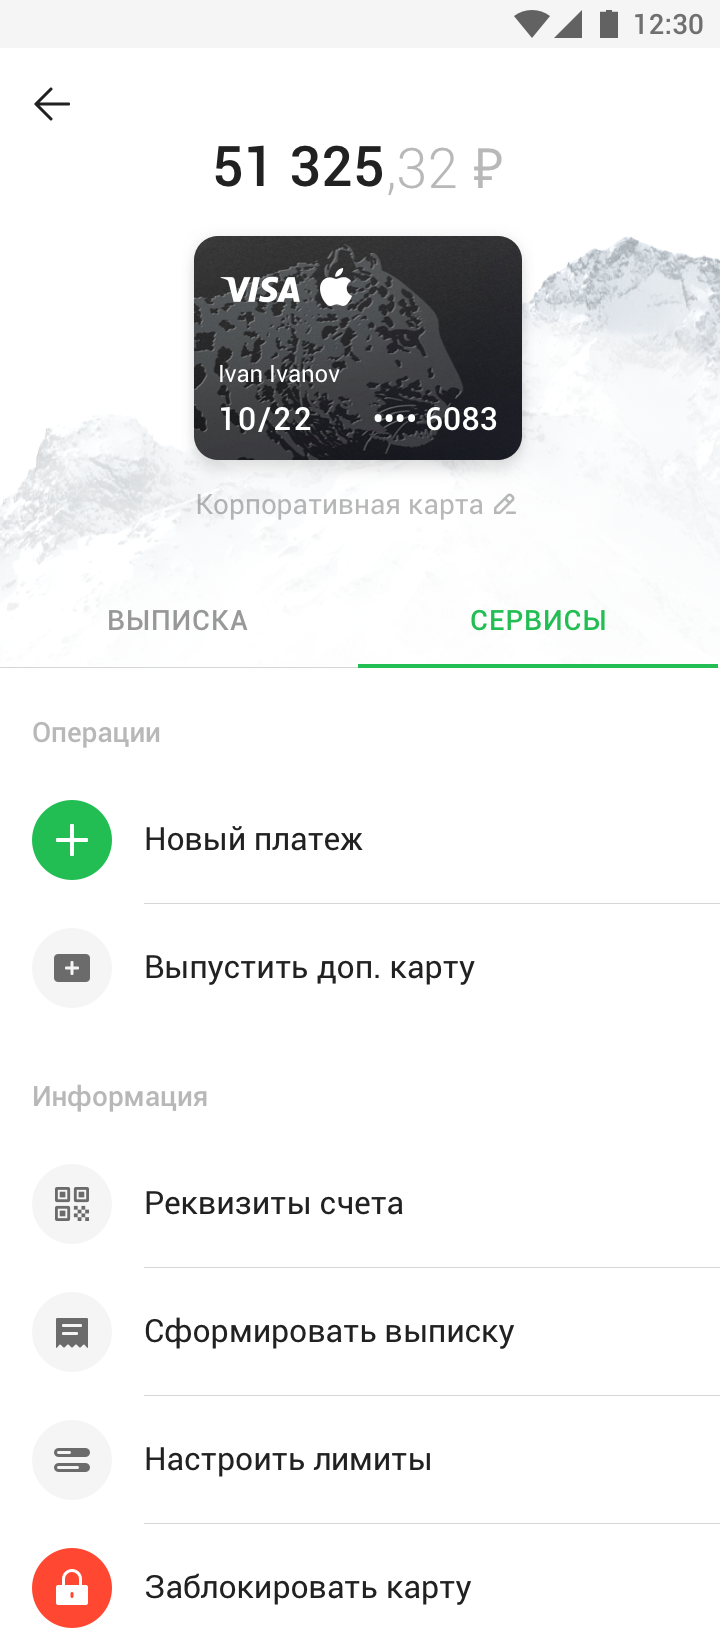 12:30
51 325,32 ₽
VISA
Ivan Ivanov
10/22 •••• 6083
Корпоративная карта
ВЫПИСКА СЕРВИСЫ
Операции
Новый платеж
Выпустить доп. карту
Информация
Реквизиты счета
Сформировать выписку
Настроить лимиты
Заблокировать карту